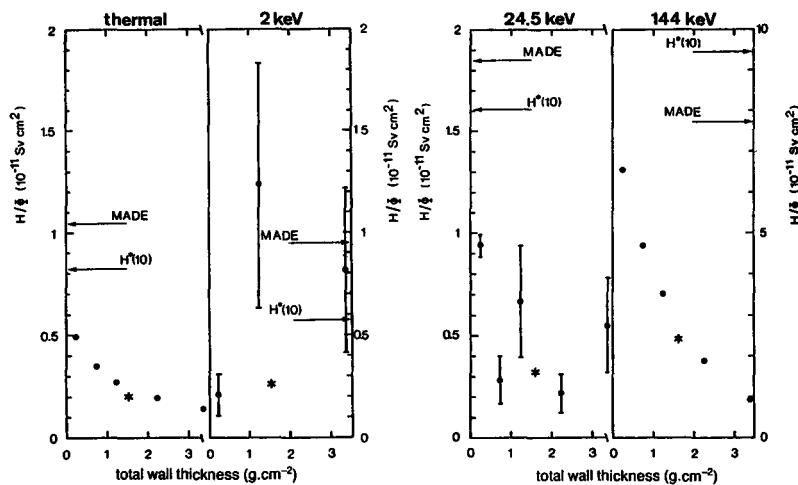 thermal 2 keV 24.5 keV 144 keV
2 2 2 10
H*(10)
MADE
H*(10)
1.5 1.5 1.5
MADE
H/Φ (10⁻¹¹ Sv cm²) H/Φ (10⁻¹¹ Sv cm²) H/Φ (10⁻¹¹ Sv cm²) H/Φ (10⁻¹¹ Sv cm²)
MADE
1 MADE 1 1 5
H*(10)
H*(10)
0.5 0.5 0.5
*  *  *  *
0 0 0 0
0 1 2 3 0 1 2 3 0 1 2 3 0 1 2 3
total wall thickness (g.cm⁻²) total wall thickness (g.cm⁻²)